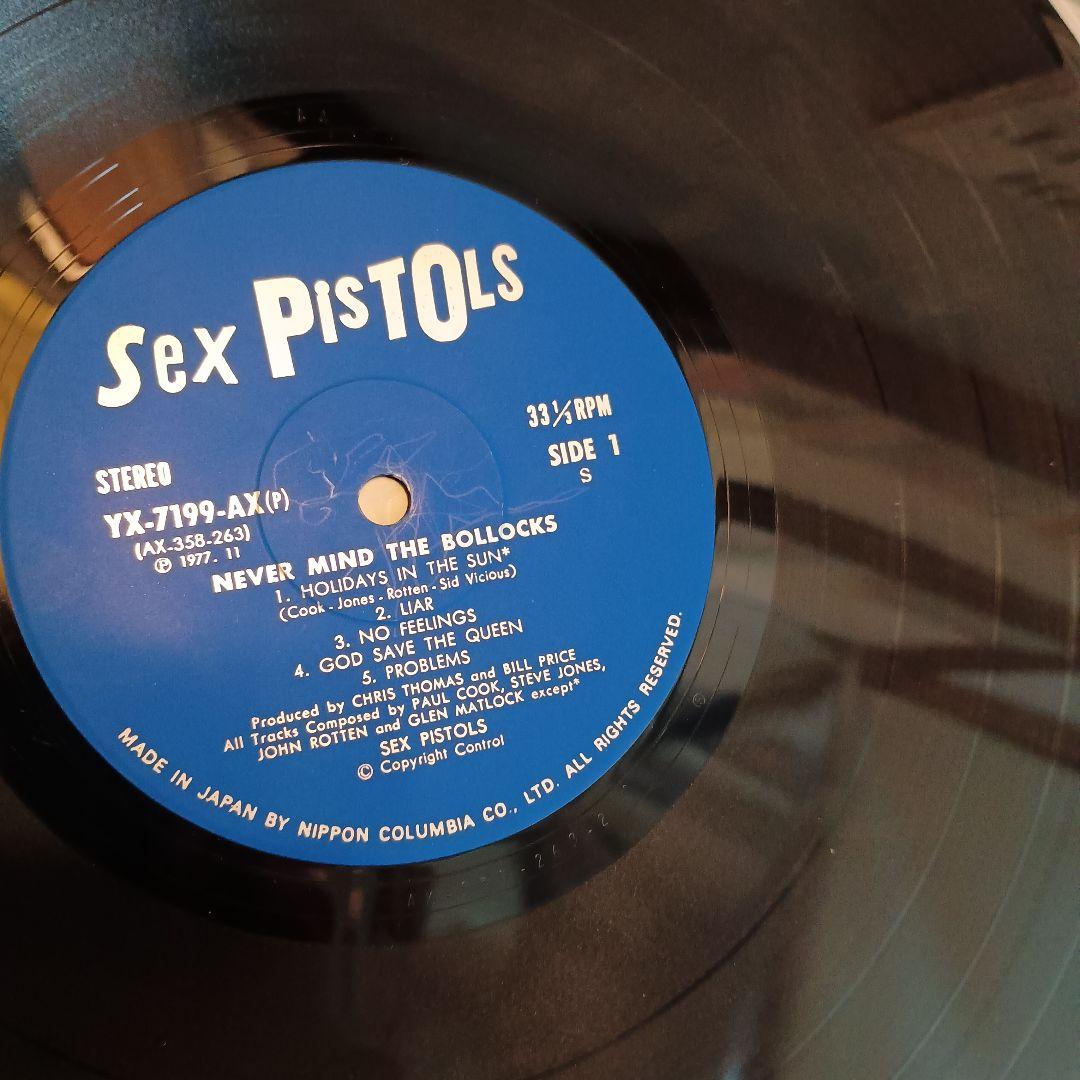 Sex PisTOLS
33 1/3 RPM
SIDE 1
S
STEREO
YX-7199-AX(P)
(AX-358-263)
Ⓟ 1977. 11
NEVER MIND THE BOLLOCKS
1. HOLIDAYS IN THE SUN*
(Cook - Jones - Rotten - Sid Vicious)
2. LIAR
3. NO FEELINGS
4. GOD SAVE THE QUEEN
5. PROBLEMS
Produced by CHRIS THOMAS and BILL PRICE
All Tracks Composed by PAUL COOK, STEVE JONES,
JOHN ROTTEN and GLEN MATLOCK except*
SEX PISTOLS
© Copyright Control
MADE IN JAPAN BY NIPPON COLUMBIA CO., LTD. ALL RIGHTS RESERVED.